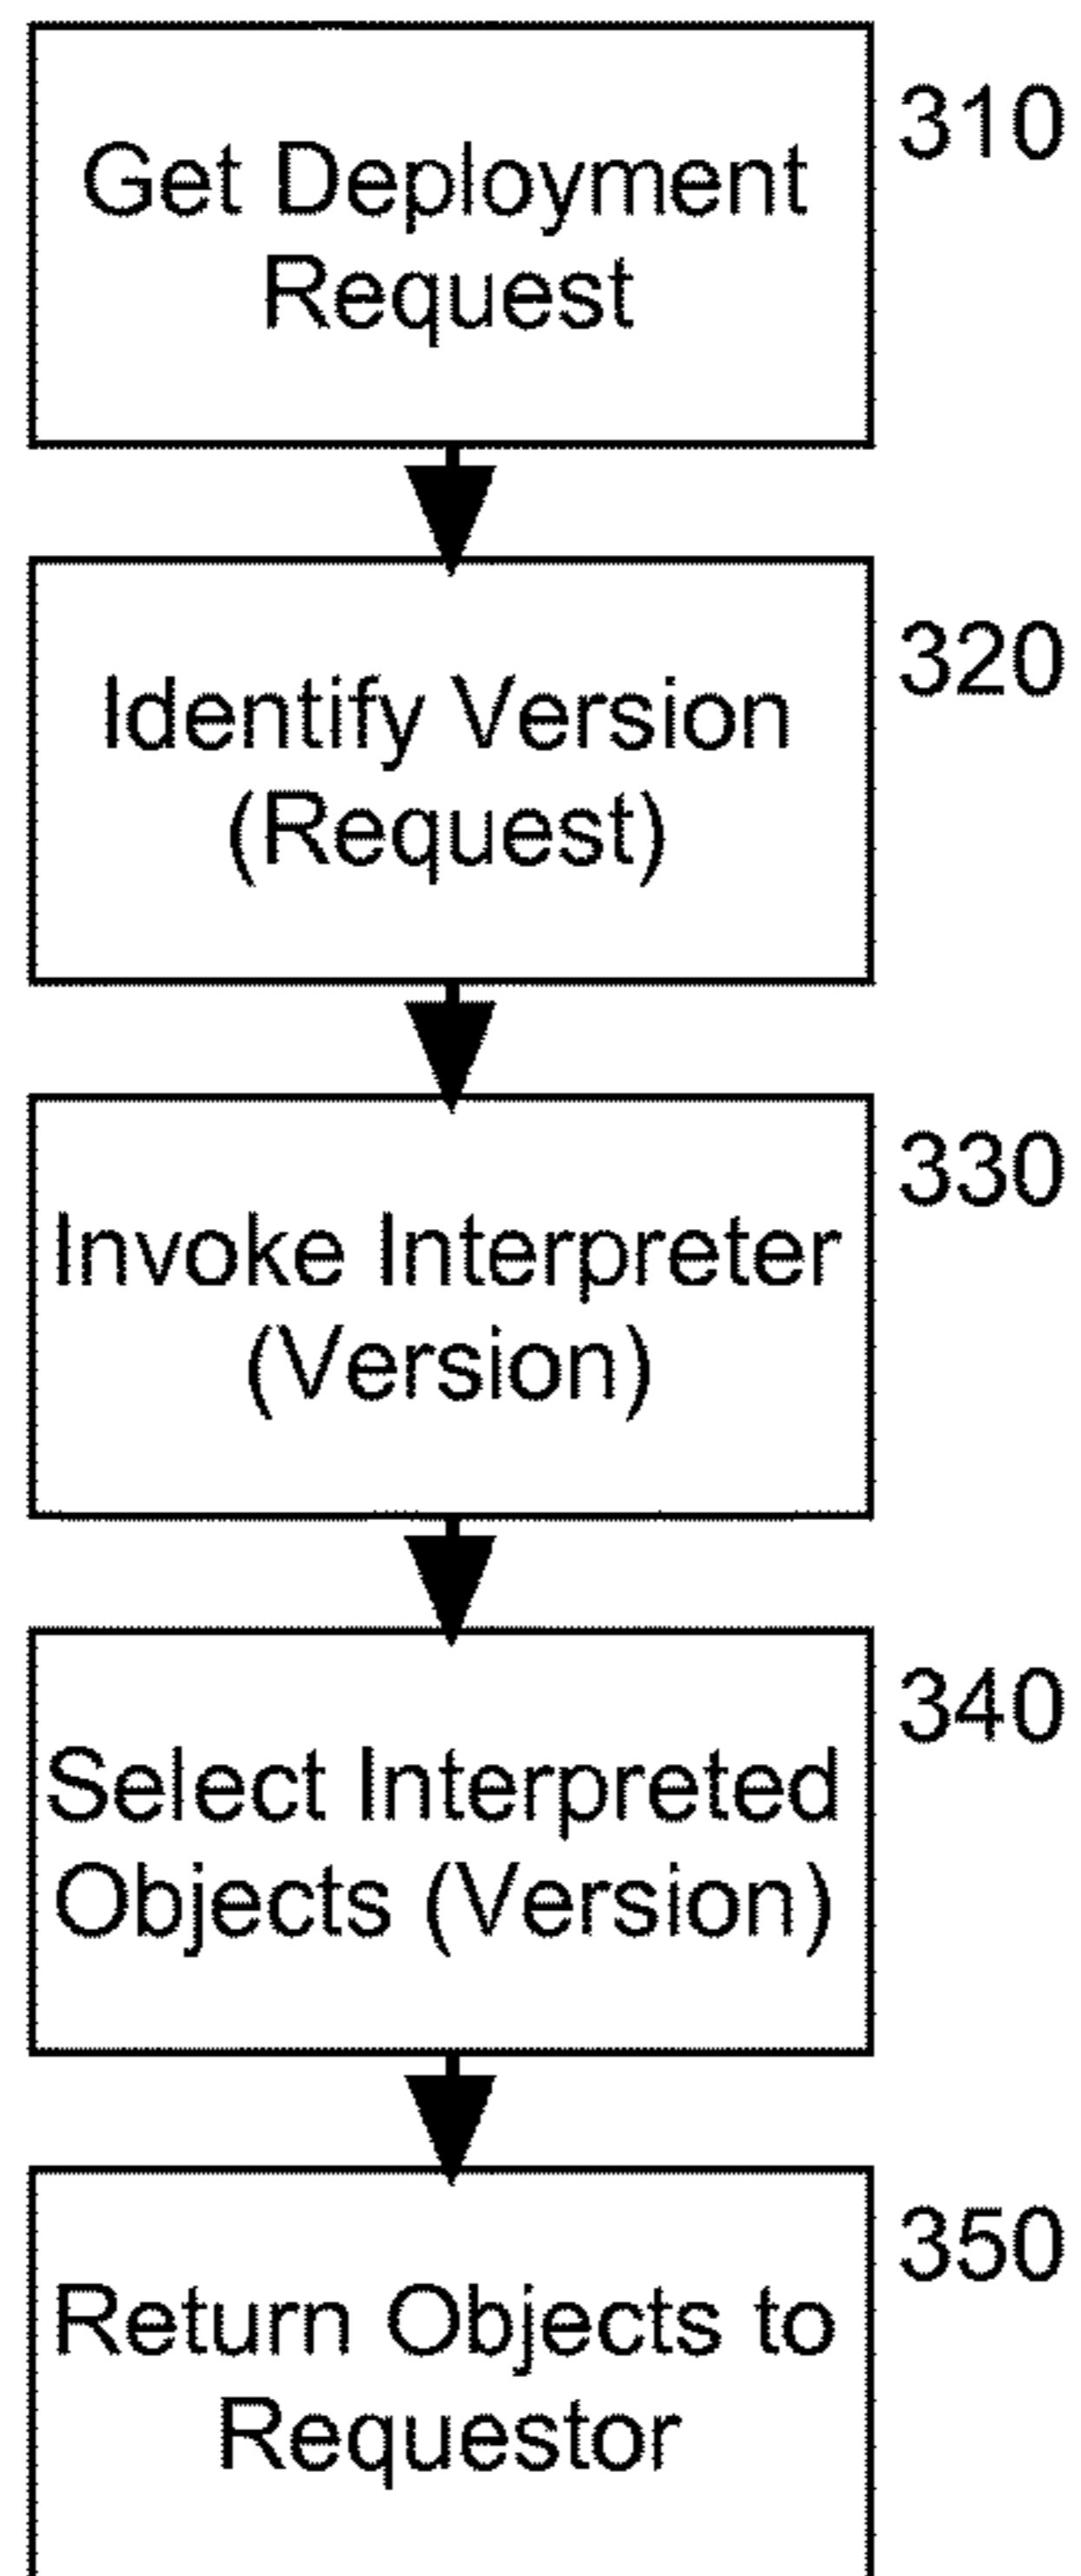 Get Deployment
Request
310
Identify Version
(Request)
320
Invoke Interpreter
(Version)
330
Select Interpreted
Objects (Version)
340
Return Objects to
Requestor
350